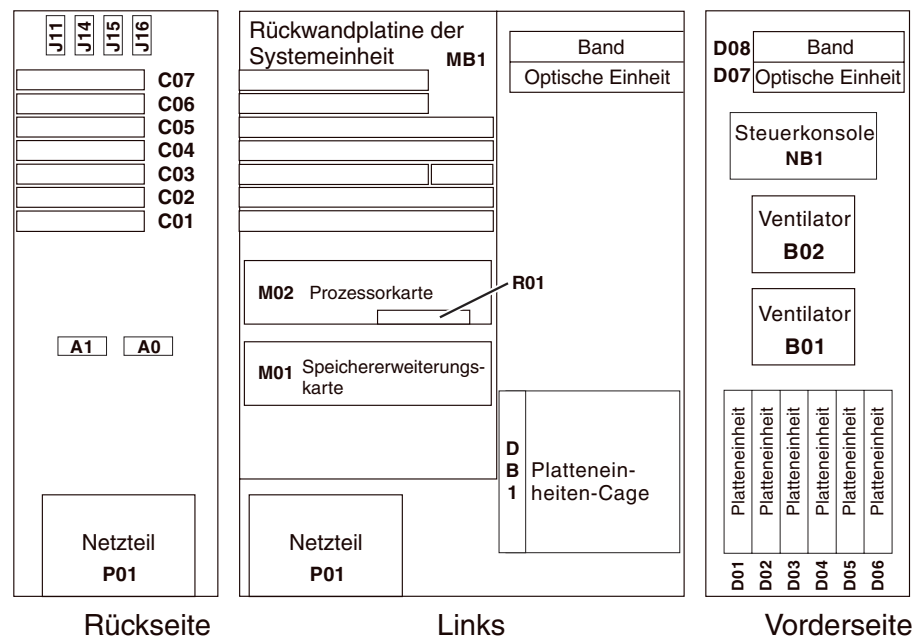 J11
J14
J15
J16
C07
C06
C05
C04
C03
C02
C01
A1
A0
Netzteil
P01
Rückseite
Rückwandplatine der
Systemeinheit
MB1
Band
Optische Einheit
M02 Prozessorkarte
R01
M01 Speichererweiterungs-
karte
D
B
1
Plattenein-
heiten-Cage
Netzteil
P01
Links
D08 Band
D07 Optische Einheit
Steuerkonsole
NB1
Ventilator
B02
Ventilator
B01
Platteneinheit
Platteneinheit
Platteneinheit
Platteneinheit
Platteneinheit
Platteneinheit
D01
D02
D03
D04
D05
D06
Vorderseite